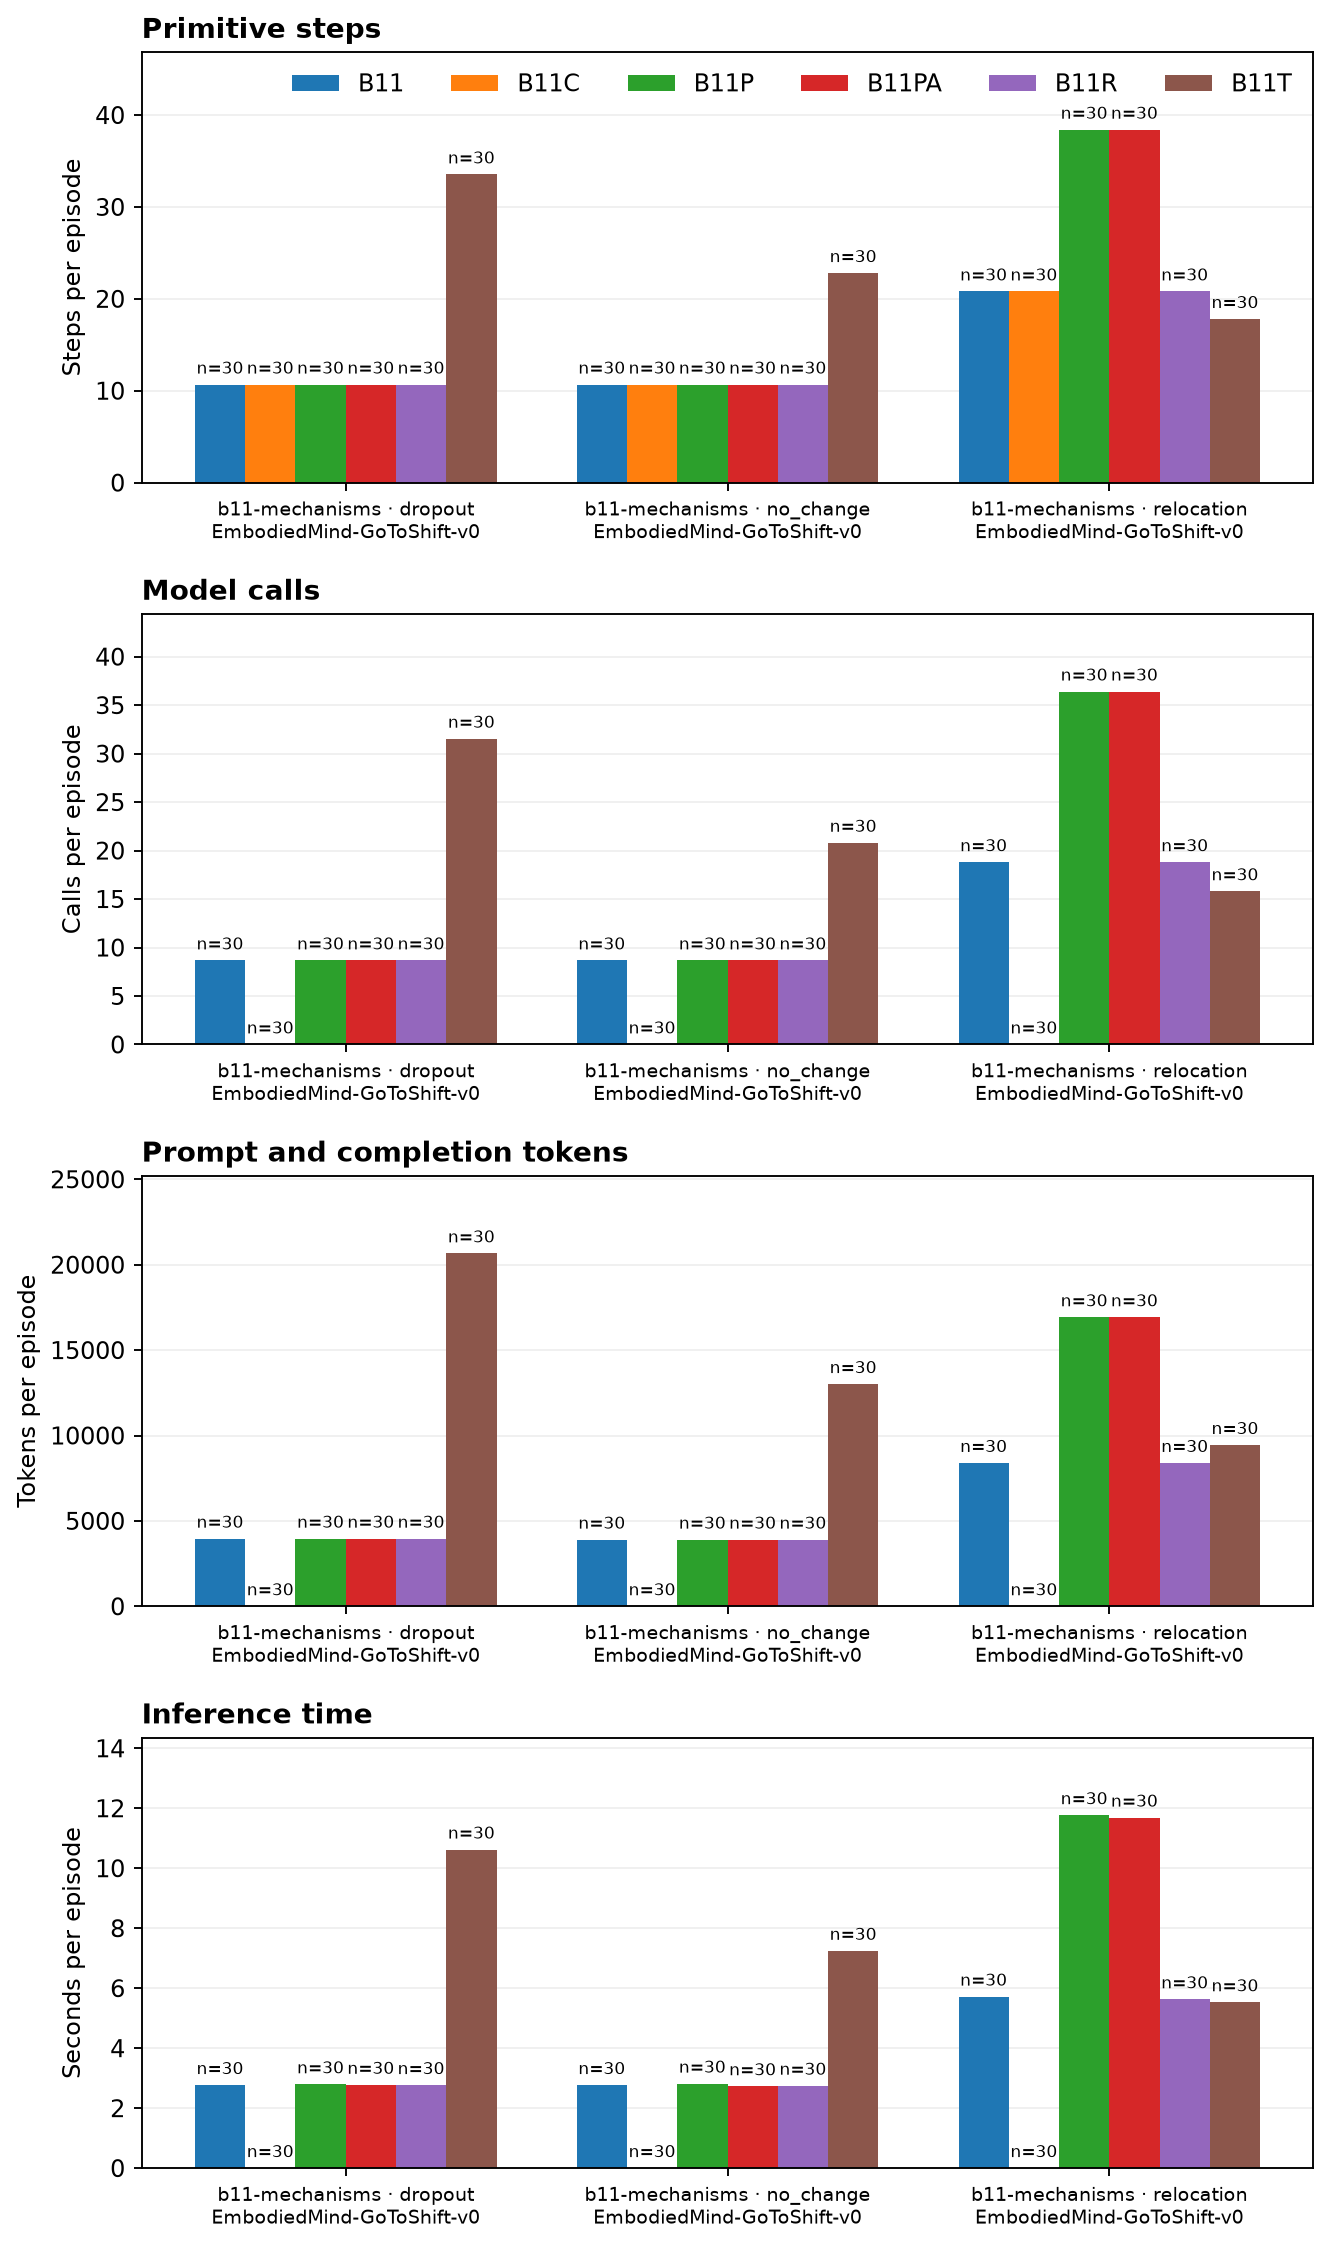 Primitive steps
B11 B11C B11P B11PA B11R B11T
Steps per episode
40
30
20
10
0
n=30 n=30 n=30 n=30 n=30 n=30
n=30 n=30 n=30 n=30 n=30 n=30
n=30 n=30 n=30 n=30 n=30 n=30
b11-mechanisms · dropout
EmbodiedMind-GoToShift-v0
b11-mechanisms · no_change
EmbodiedMind-GoToShift-v0
b11-mechanisms · relocation
EmbodiedMind-GoToShift-v0
Model calls
Calls per episode
40
35
30
25
20
15
10
5
0
n=30 n=30 n=30 n=30 n=30 n=30
n=30 n=30 n=30 n=30 n=30 n=30
n=30 n=30 n=30 n=30 n=30 n=30
b11-mechanisms · dropout
EmbodiedMind-GoToShift-v0
b11-mechanisms · no_change
EmbodiedMind-GoToShift-v0
b11-mechanisms · relocation
EmbodiedMind-GoToShift-v0
Prompt and completion tokens
Tokens per episode
25000
20000
15000
10000
5000
0
n=30 n=30 n=30 n=30 n=30 n=30
n=30 n=30 n=30 n=30 n=30 n=30
n=30 n=30 n=30 n=30 n=30 n=30
b11-mechanisms · dropout
EmbodiedMind-GoToShift-v0
b11-mechanisms · no_change
EmbodiedMind-GoToShift-v0
b11-mechanisms · relocation
EmbodiedMind-GoToShift-v0
Inference time
Seconds per episode
14
12
10
8
6
4
2
0
n=30 n=30 n=30 n=30 n=30 n=30
n=30 n=30 n=30 n=30 n=30 n=30
n=30 n=30 n=30 n=30 n=30 n=30
b11-mechanisms · dropout
EmbodiedMind-GoToShift-v0
b11-mechanisms · no_change
EmbodiedMind-GoToShift-v0
b11-mechanisms · relocation
EmbodiedMind-GoToShift-v0